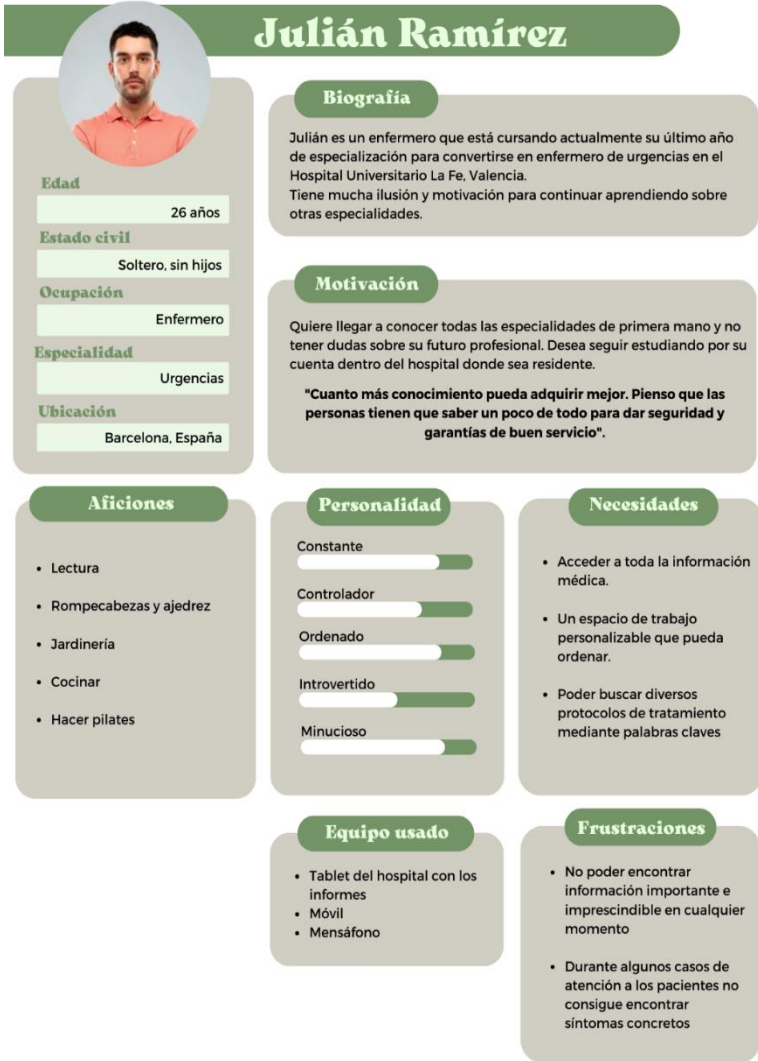 Julián Ramírez
Edad
26 años
Estado civil
Soltero, sin hijos
Ocupación
Enfermero
Especialidad
Urgencias
Ubicación
Barcelona, España
Biografía
Julián es un enfermero que está cursando actualmente su último año
de especialización para convertirse en enfermero de urgencias en el
Hospital Universitario La Fe, Valencia.
Tiene mucha ilusión y motivación para continuar aprendiendo sobre
otras especialidades.
Motivación
Quiere llegar a conocer todas las especialidades de primera mano y no
tener dudas sobre su futuro profesional. Desea seguir estudiando por su
cuenta dentro del hospital donde sea residente.
"Cuanto más conocimiento pueda adquirir mejor. Pienso que las
personas tienen que saber un poco de todo para dar seguridad y
garantías de buen servicio".
Aficiones
• Lectura
• Rompecabezas y ajedrez
• Jardinería
• Cocinar
• Hacer pilates
Personalidad
Constante
Controlador
Ordenado
Introvertido
Minucioso
Necesidades
• Acceder a toda la información
médica.
• Un espacio de trabajo
personalizable que pueda
ordenar.
• Poder buscar diversos
protocolos de tratamiento
mediante palabras claves
Equipo usado
• Tablet del hospital con los
informes
• Móvil
• Mensáfono
Frustraciones
• No poder encontrar
información importante e
imprescindible en cualquier
momento
• Durante algunos casos de
atención a los pacientes no
consigue encontrar
síntomas concretos